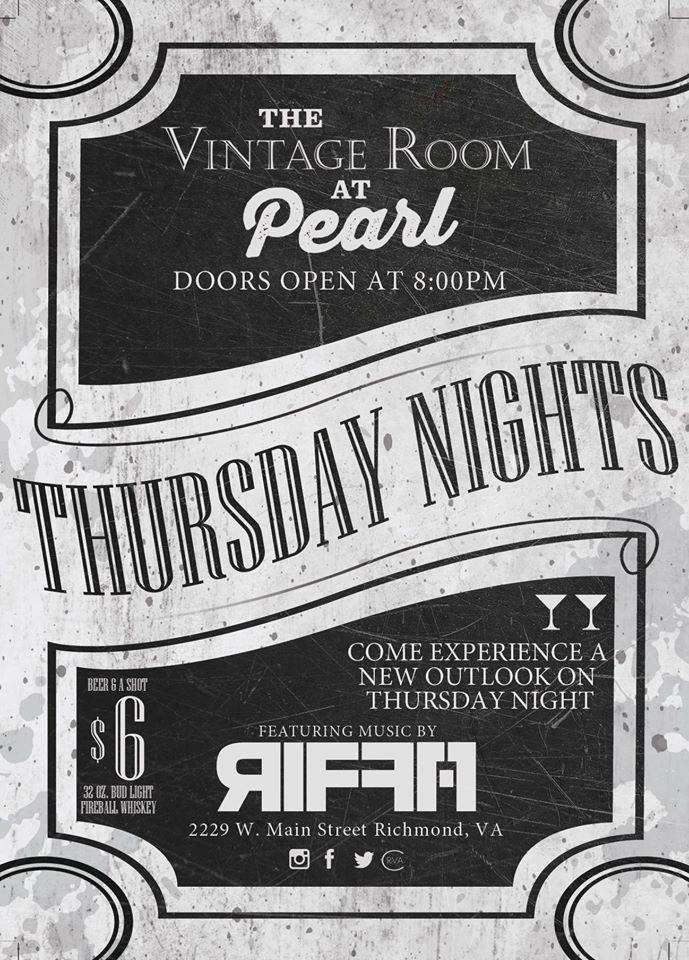 THE
VINTAGE ROOM
AT
Pearl
DOORS OPEN AT 8:00PM
THURSDAY NIGHTS
COME EXPERIENCE A
NEW OUTLOOK ON
THURSDAY NIGHT
BEER & A SHOT
$6
32 OZ. BUD LIGHT
FIREBALL WHISKEY
FEATURING MUSIC BY
2229 W. Main Street Richmond, VA
RVA